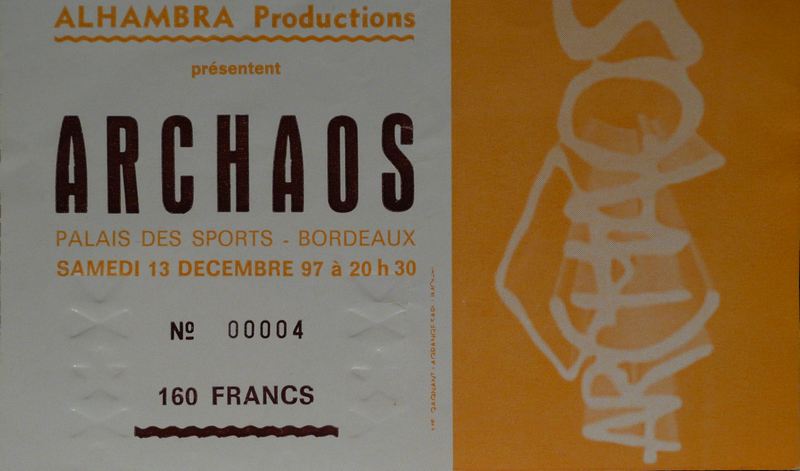 ALHAMBRA Productions
présentent
ARCHAOS
PALAIS DES SPORTS - BORDEAUX
SAMEDI 13 DECEMBRE 97 à 20 h 30
Nº 00004
160 FRANCS
ARCHAOS